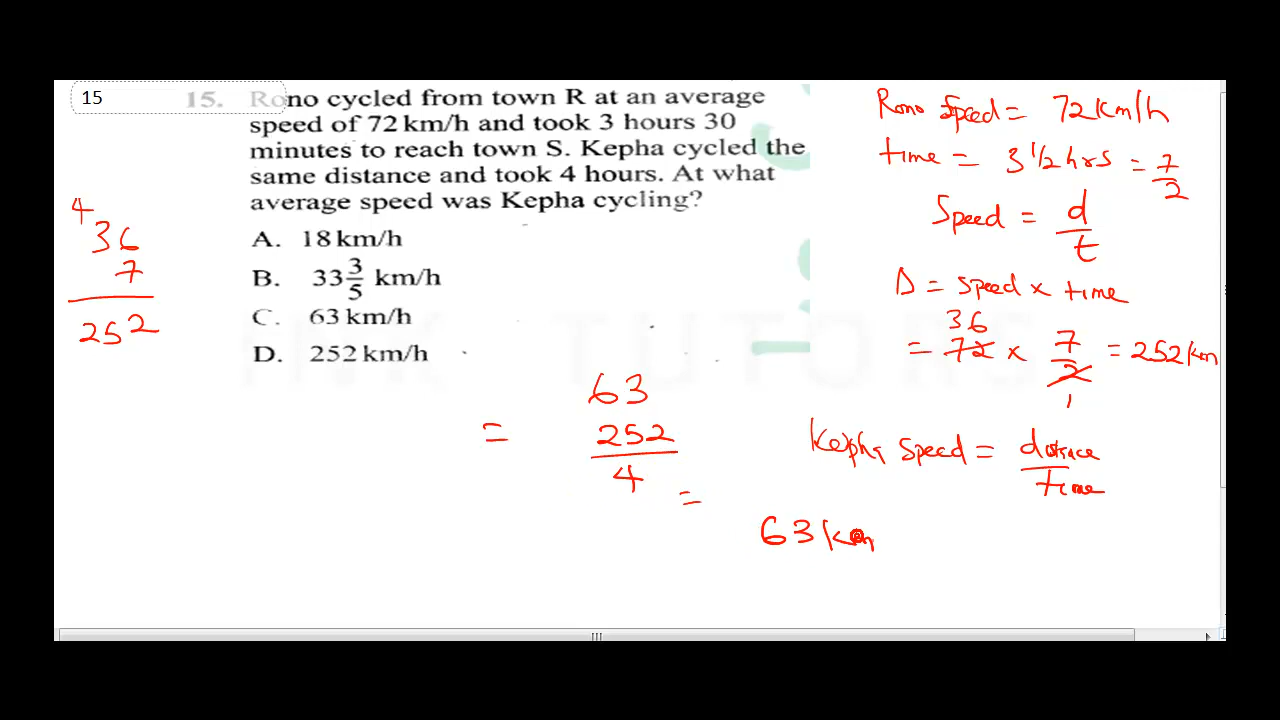 15
15. Rono cycled from town R at an average
speed of 72 km/h and took 3 hours 30
minutes to reach town S. Kepha cycled the
same distance and took 4 hours. At what
average speed was Kepha cycling?
A. 18 km/h
B. 33 3/5 km/h
C. 63 km/h
D. 252 km/h
4
36
7
252
Rono Speed = 72 km/h
time = 3 1/2 hrs = 7/2
Speed = d/t
D = Speed x time
36
= 72 x 7/2 = 252 km
1
Kepha Speed = distance/time
63
= 252/4 =
63 km
TUTORS